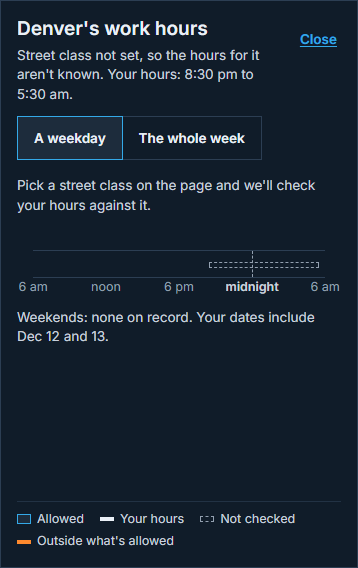 Denver's work hours
Street class not set, so the hours for it
Close
aren't known. Your hours: 8:30 pm to
5:30 am.
A weekday
The whole week
Pick a street class on the page and we'll check
your hours against it.
6 am noon 6 pm midnight 6 am
Weekends: none on record. Your dates include
Dec 12 and 13.
Allowed Your hours Not checked
Outside what's allowed